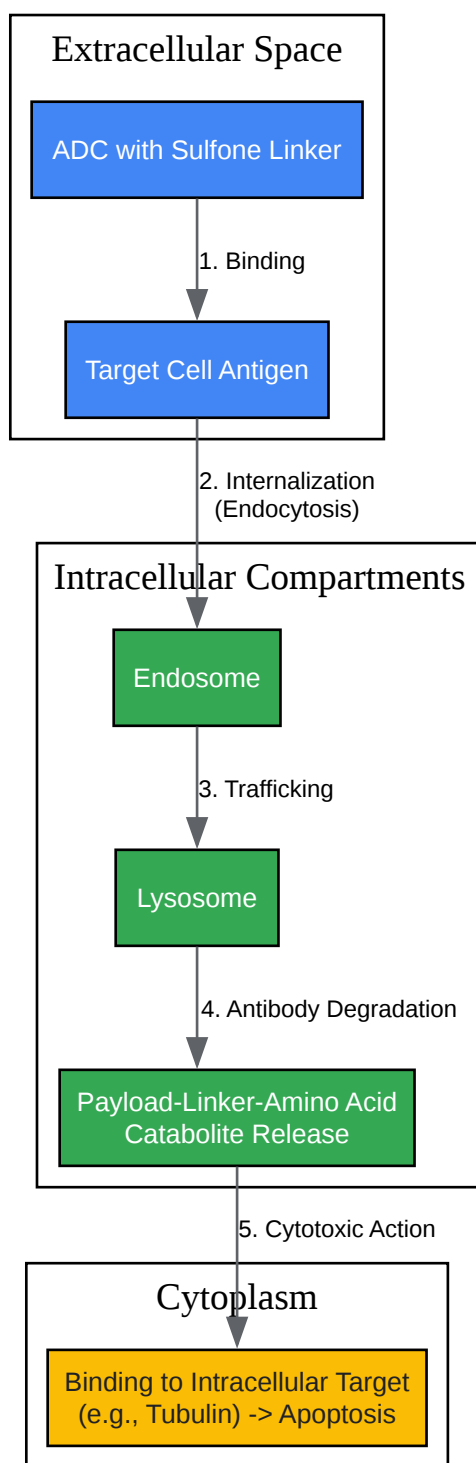 Extracellular Space
ADC with Sulfone Linker
1. Binding
Target Cell Antigen
2. Internalization
(Endocytosis)
Intracellular Compartments
Endosome
3. Trafficking
Lysosome
4. Antibody Degradation
Payload-Linker-Amino Acid
Catabolite Release
5. Cytotoxic Action
Cytoplasm
Binding to Intracellular Target
(e.g., Tubulin) -> Apoptosis